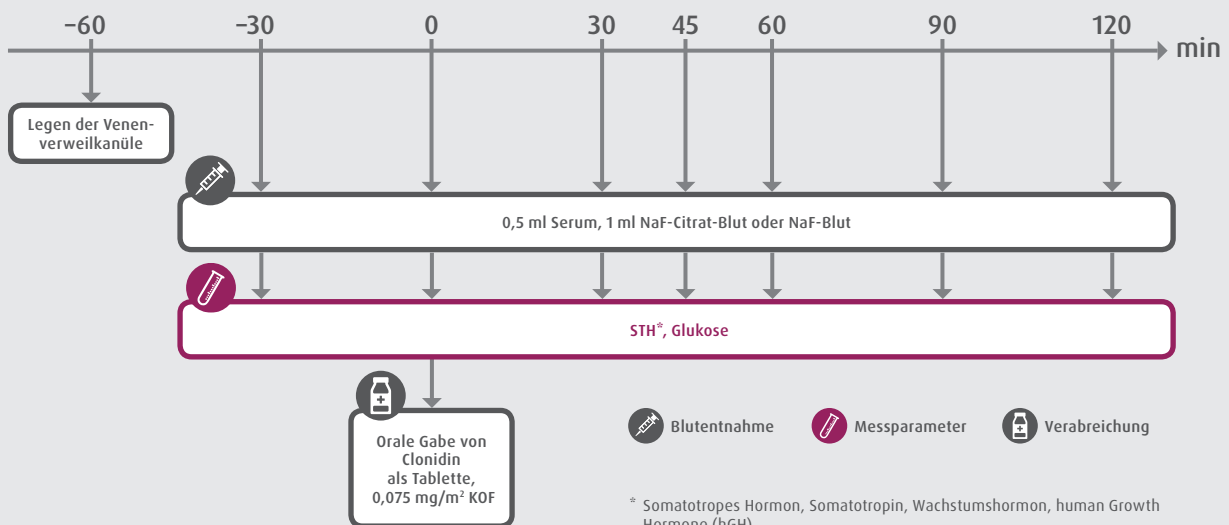 −60 −30 0 30 45 60 90 120
min
Legen der Venen-
verweilkanüle
0,5 ml Serum, 1 ml NaF-Citrat-Blut oder NaF-Blut
STH*, Glukose
Orale Gabe von
Clonidin
als Tablette,
0,075 mg/m² KOF
Blutentnahme Messparameter Verabreichung
* Somatotropes Hormon, Somatotropin, Wachstumshormon, human Growth
Hormone (hGH)